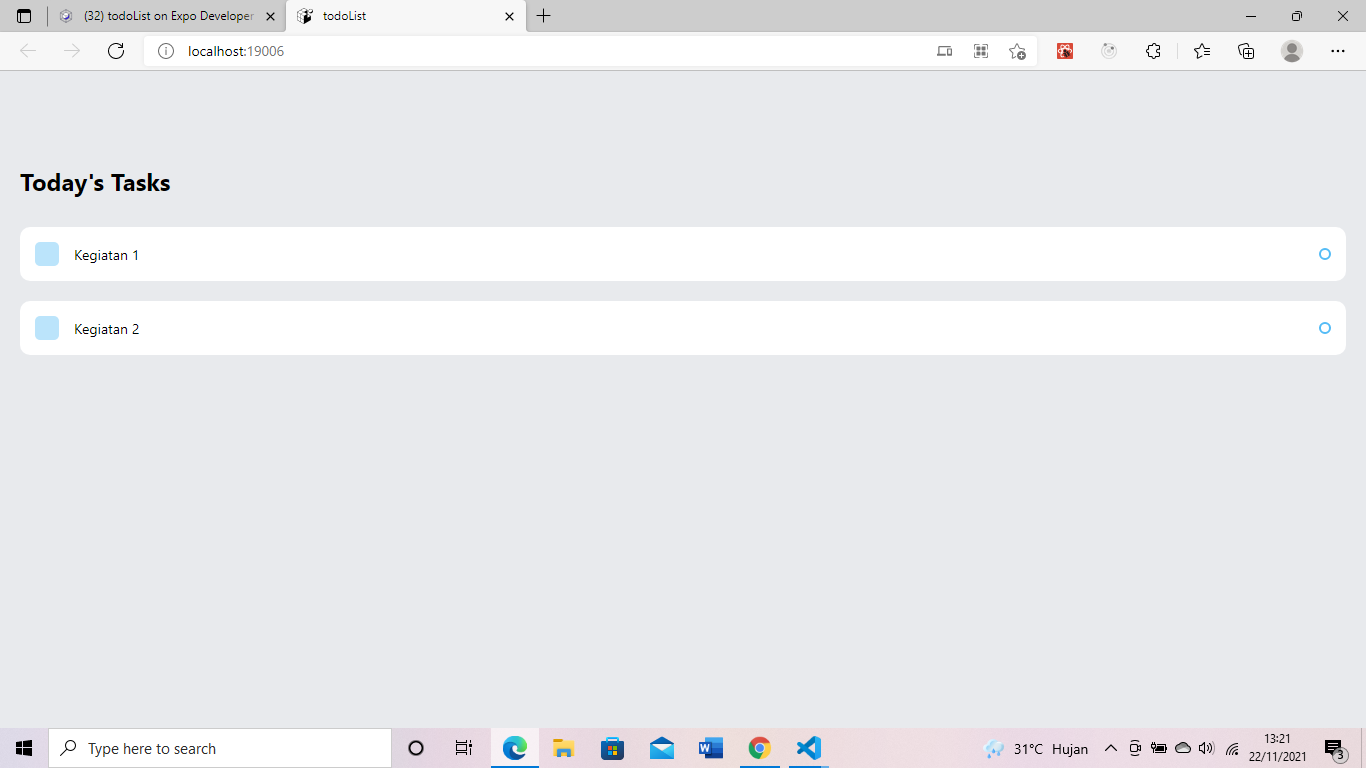 (32) todoList on Expo Developer
todoList
localhost:19006
Today's Tasks
Kegiatan 1
Kegiatan 2
Type here to search
31°C Hujan
13:21
22/11/2021
3